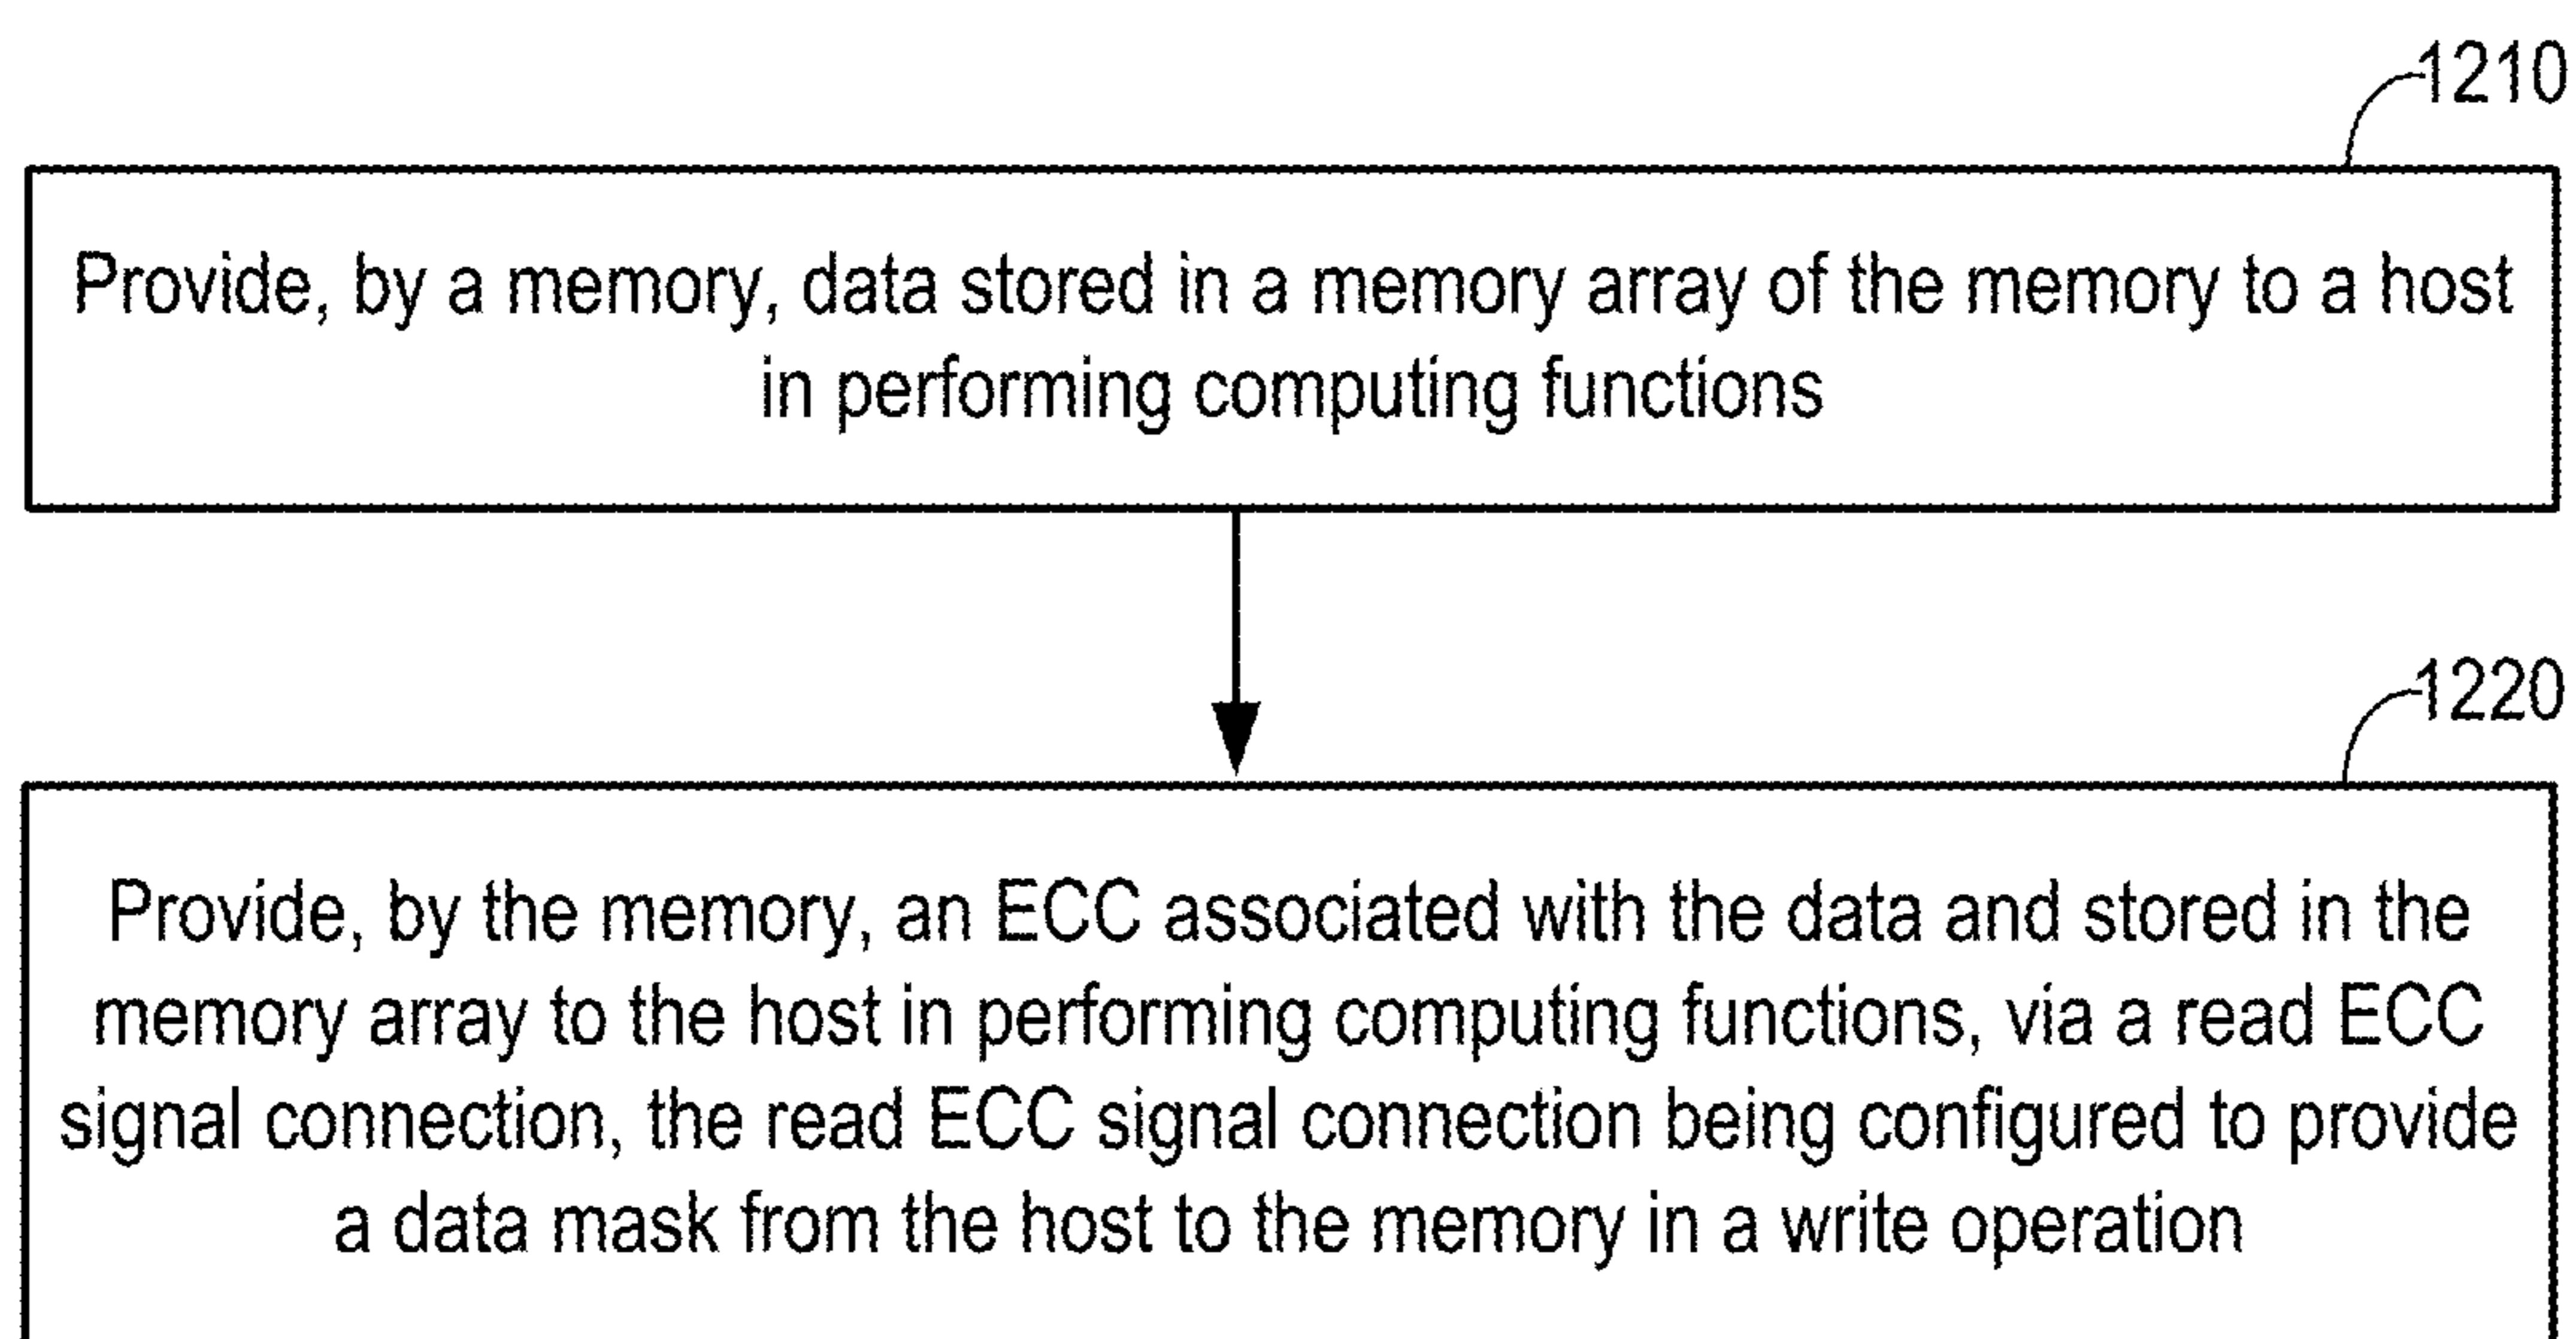 1210
Provide, by a memory, data stored in a memory array of the memory to a host
in performing computing functions
1220
Provide, by the memory, an ECC associated with the data and stored in the
memory array to the host in performing computing functions, via a read ECC
signal connection, the read ECC signal connection being configured to provide
a data mask from the host to the memory in a write operation